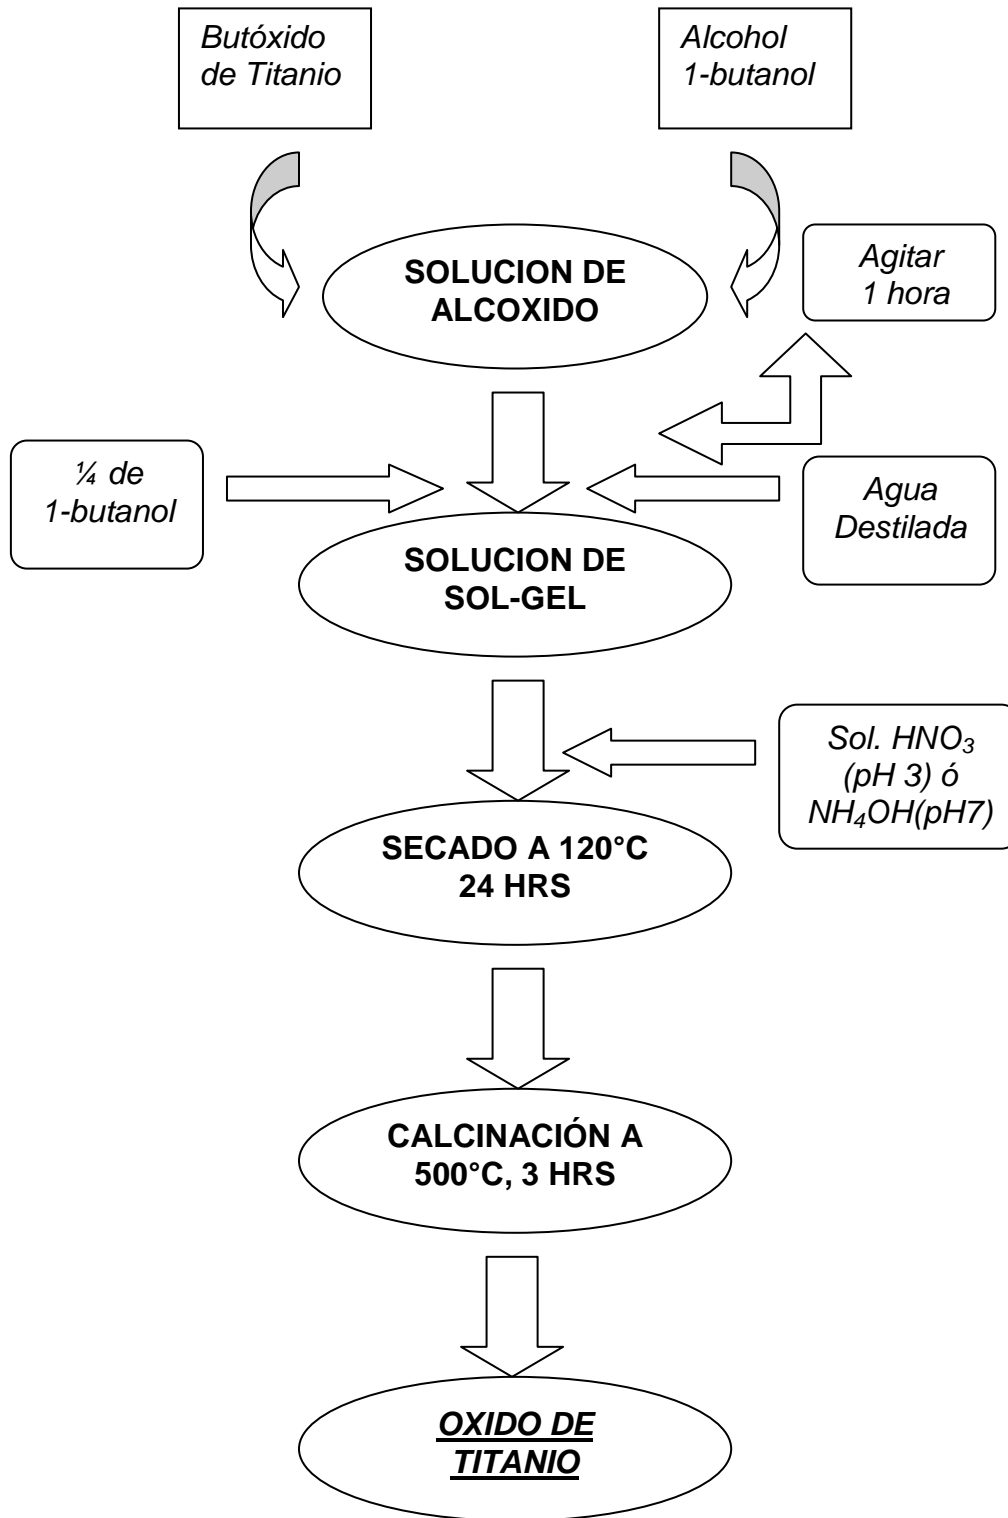 Butóxido
de Titanio
Alcohol
1-butanol
SOLUCION DE
ALCOXIDO
Agitar
1 hora
¼ de
1-butanol
Agua
Destilada
SOLUCION DE
SOL-GEL
Sol. HNO₃
(pH 3) ó
NH₄OH(pH7)
SECADO A 120°C
24 HRS
CALCINACIÓN A
500°C, 3 HRS
OXIDO DE
TITANIO